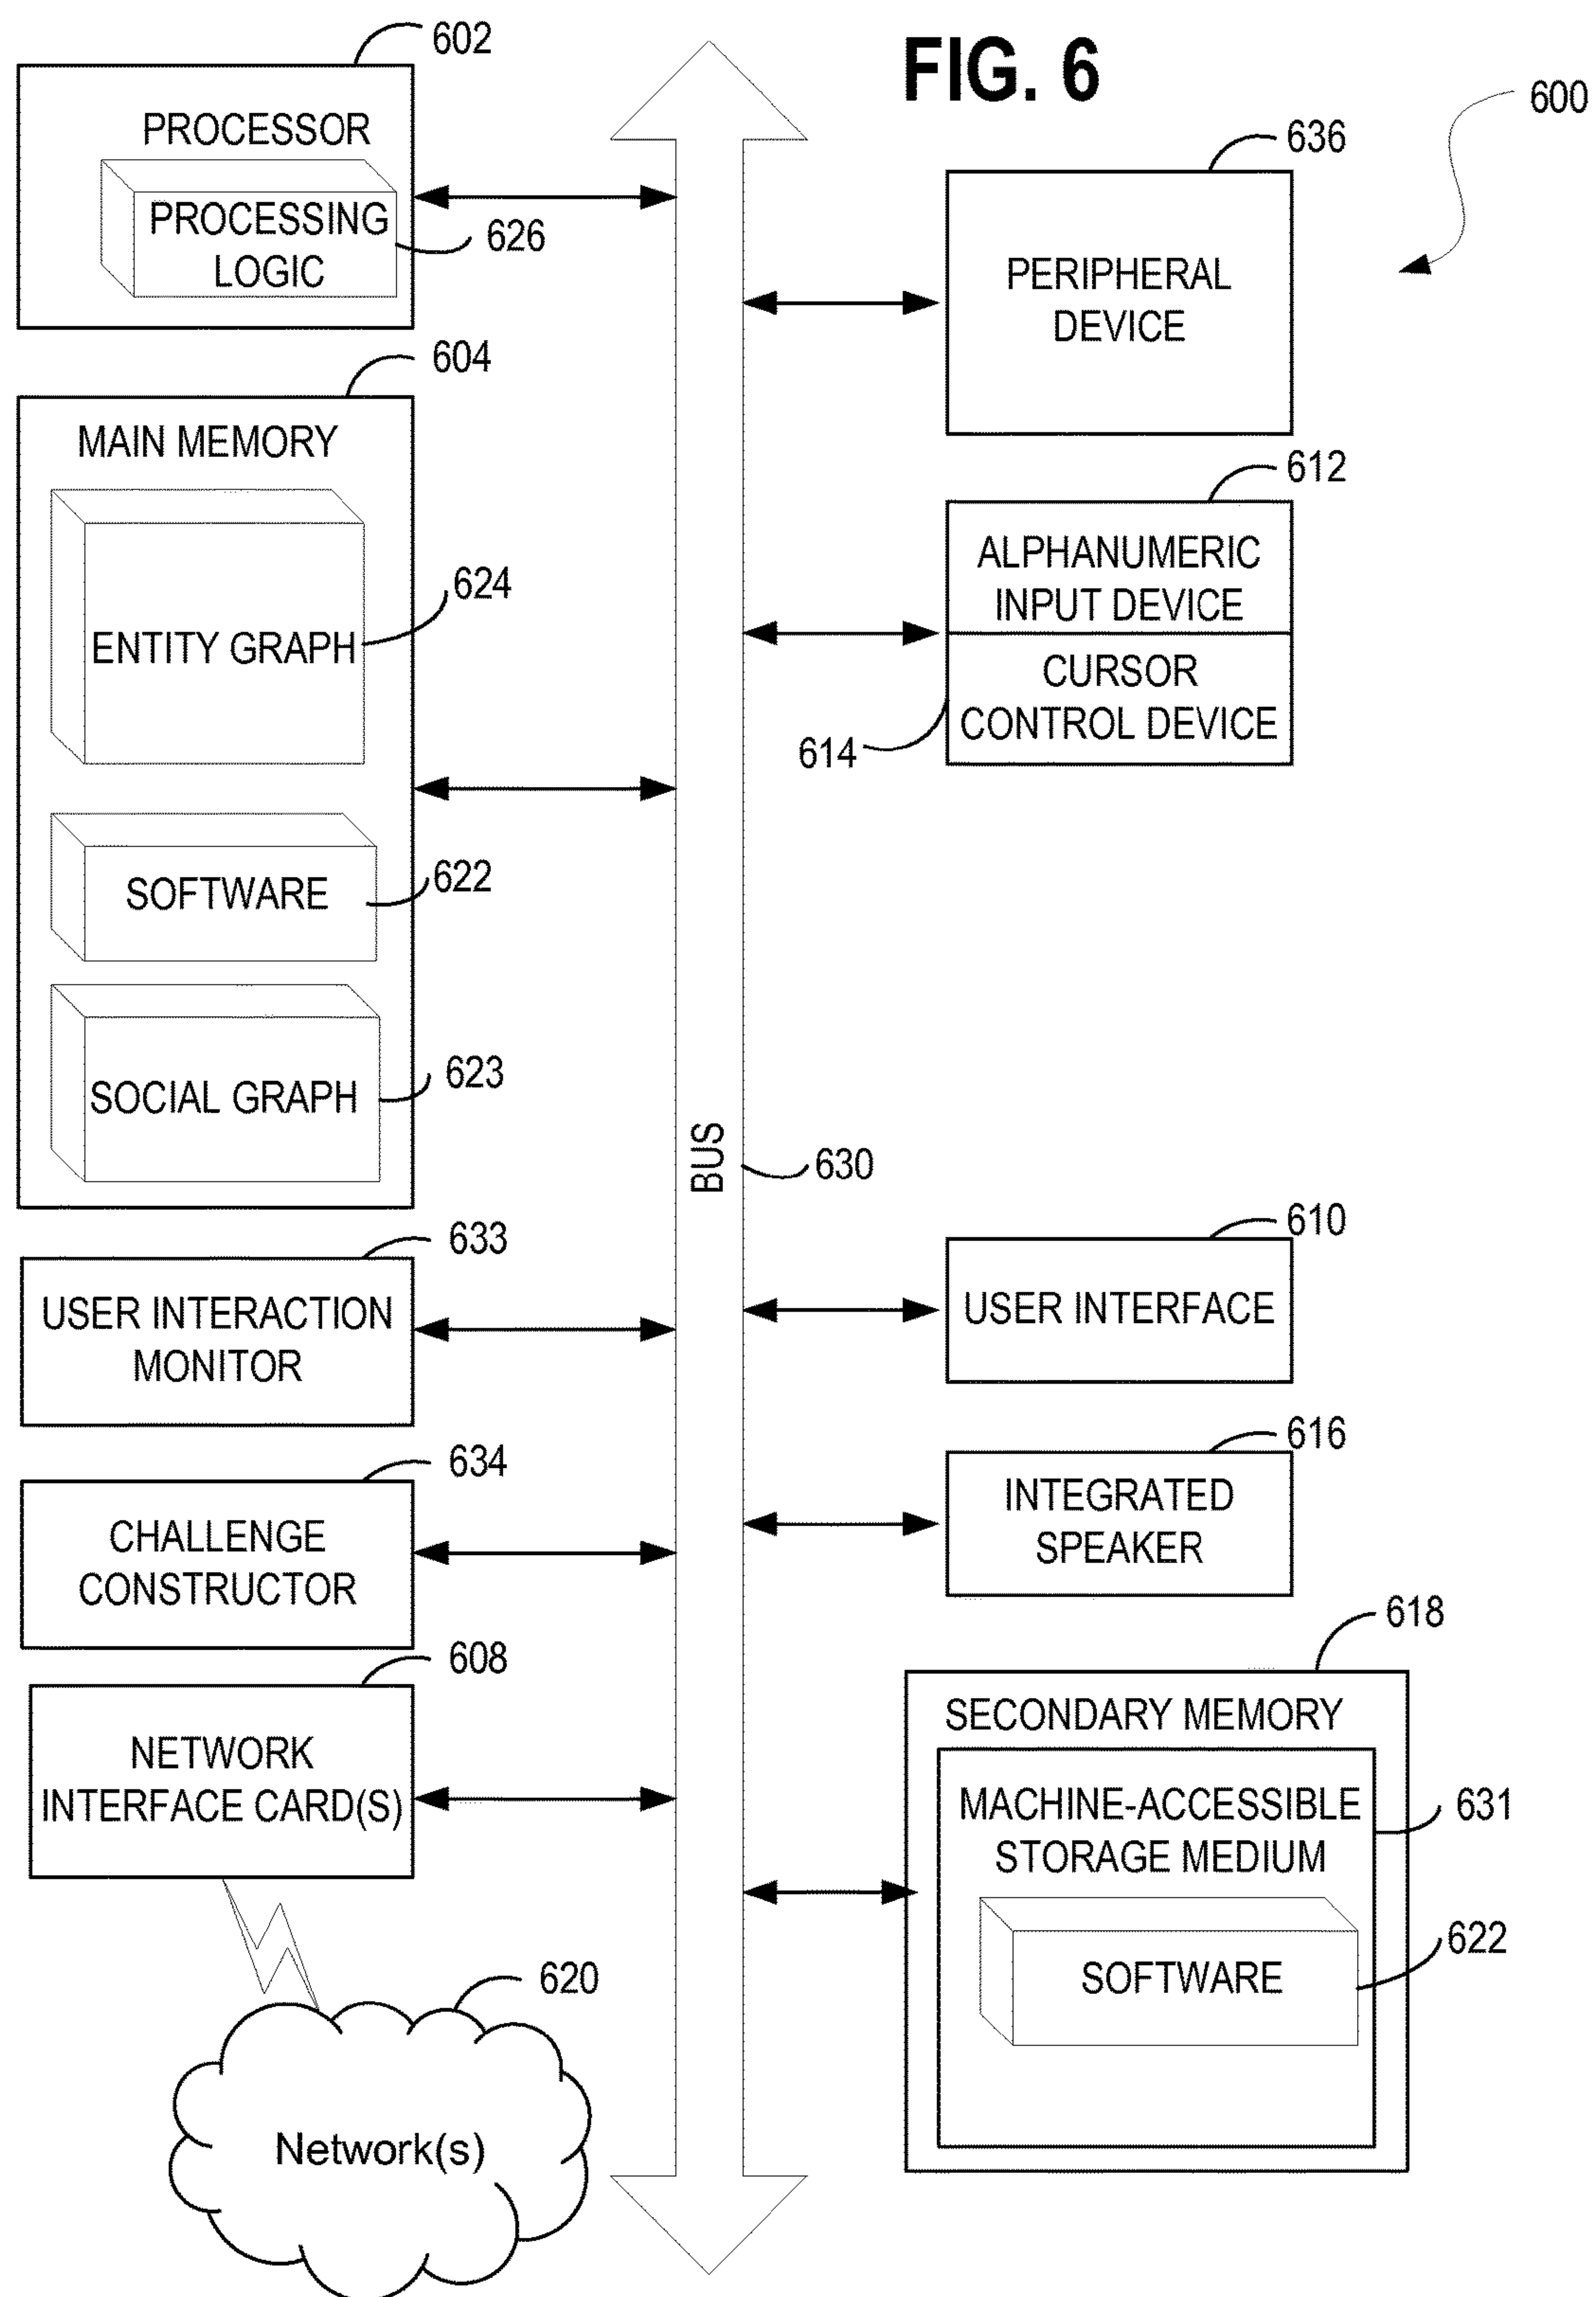 FIG. 6
600
602
PROCESSOR
PROCESSING
LOGIC
626
604
MAIN MEMORY
ENTITY GRAPH
624
SOFTWARE
622
SOCIAL GRAPH
623
633
USER INTERACTION
MONITOR
634
CHALLENGE
CONSTRUCTOR
608
NETWORK
INTERFACE CARD(S)
620
Network(s)
BUS
630
636
PERIPHERAL
DEVICE
612
ALPHANUMERIC
INPUT DEVICE
CURSOR
CONTROL DEVICE
614
610
USER INTERFACE
616
INTEGRATED
SPEAKER
618
SECONDARY MEMORY
MACHINE-ACCESSIBLE
STORAGE MEDIUM
631
SOFTWARE
622